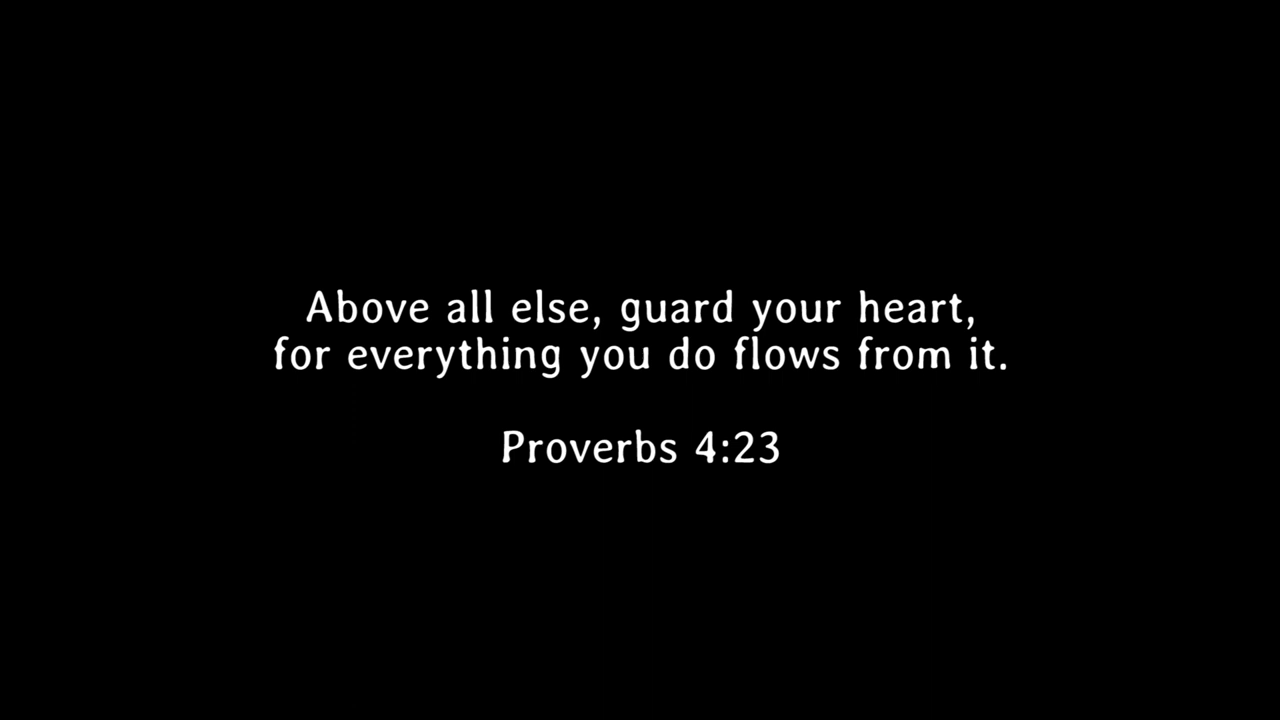 Above all else, guard your heart,
for everything you do flows from it.
Proverbs 4:23